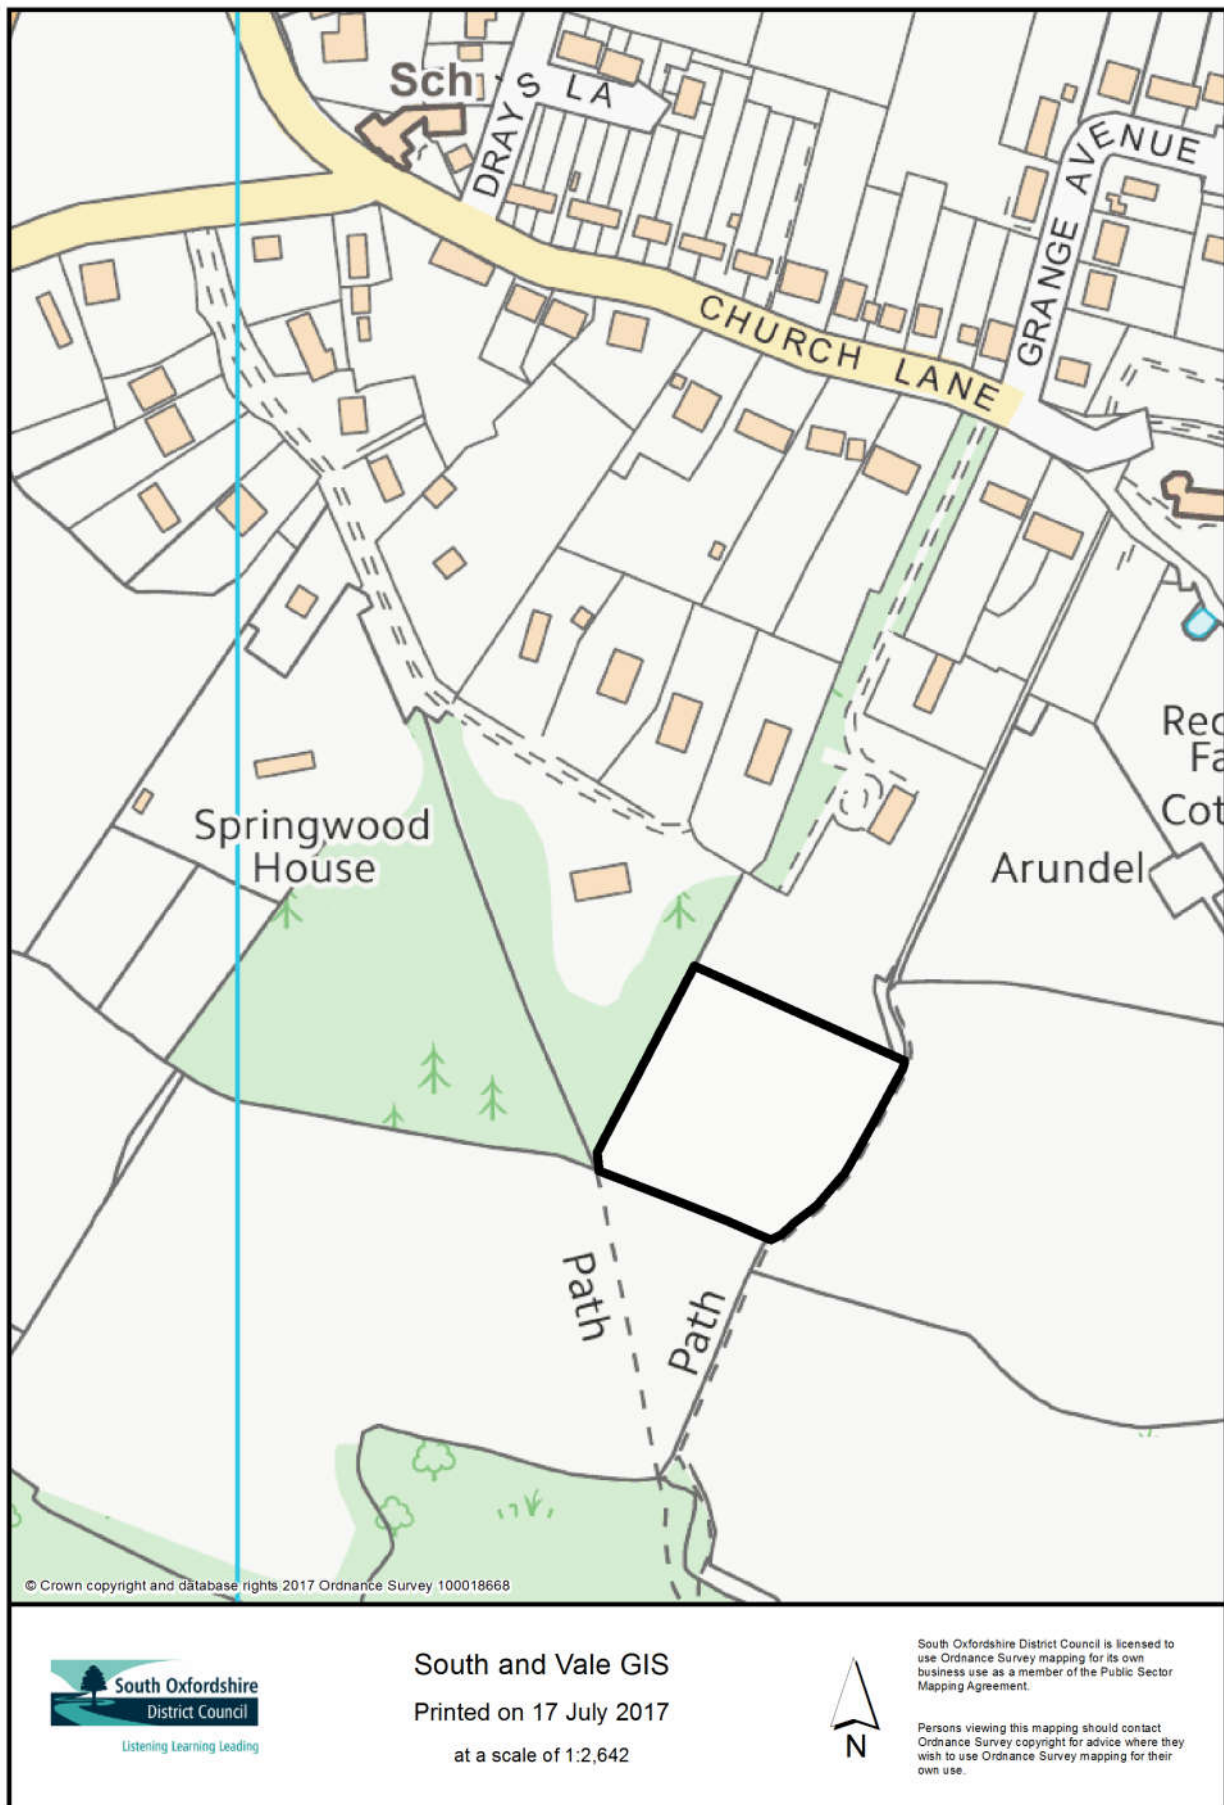 Sch
DRAYS LA
GRANGE AVENUE
CHURCH LANE
Rec
Fa
Cot
Springwood
House
Arundel
Path
Path
© Crown copyright and database rights 2017 Ordnance Survey 100018668
South Oxfordshire
District Council
Listening Learning Leading
South and Vale GIS
Printed on 17 July 2017
at a scale of 1:2,642
N
South Oxfordshire District Council is licensed to
use Ordnance Survey mapping for its own
business use as a member of the Public Sector
Mapping Agreement.
Persons viewing this mapping should contact
Ordnance Survey copyright for advice where they
wish to use Ordnance Survey mapping for their
own use.